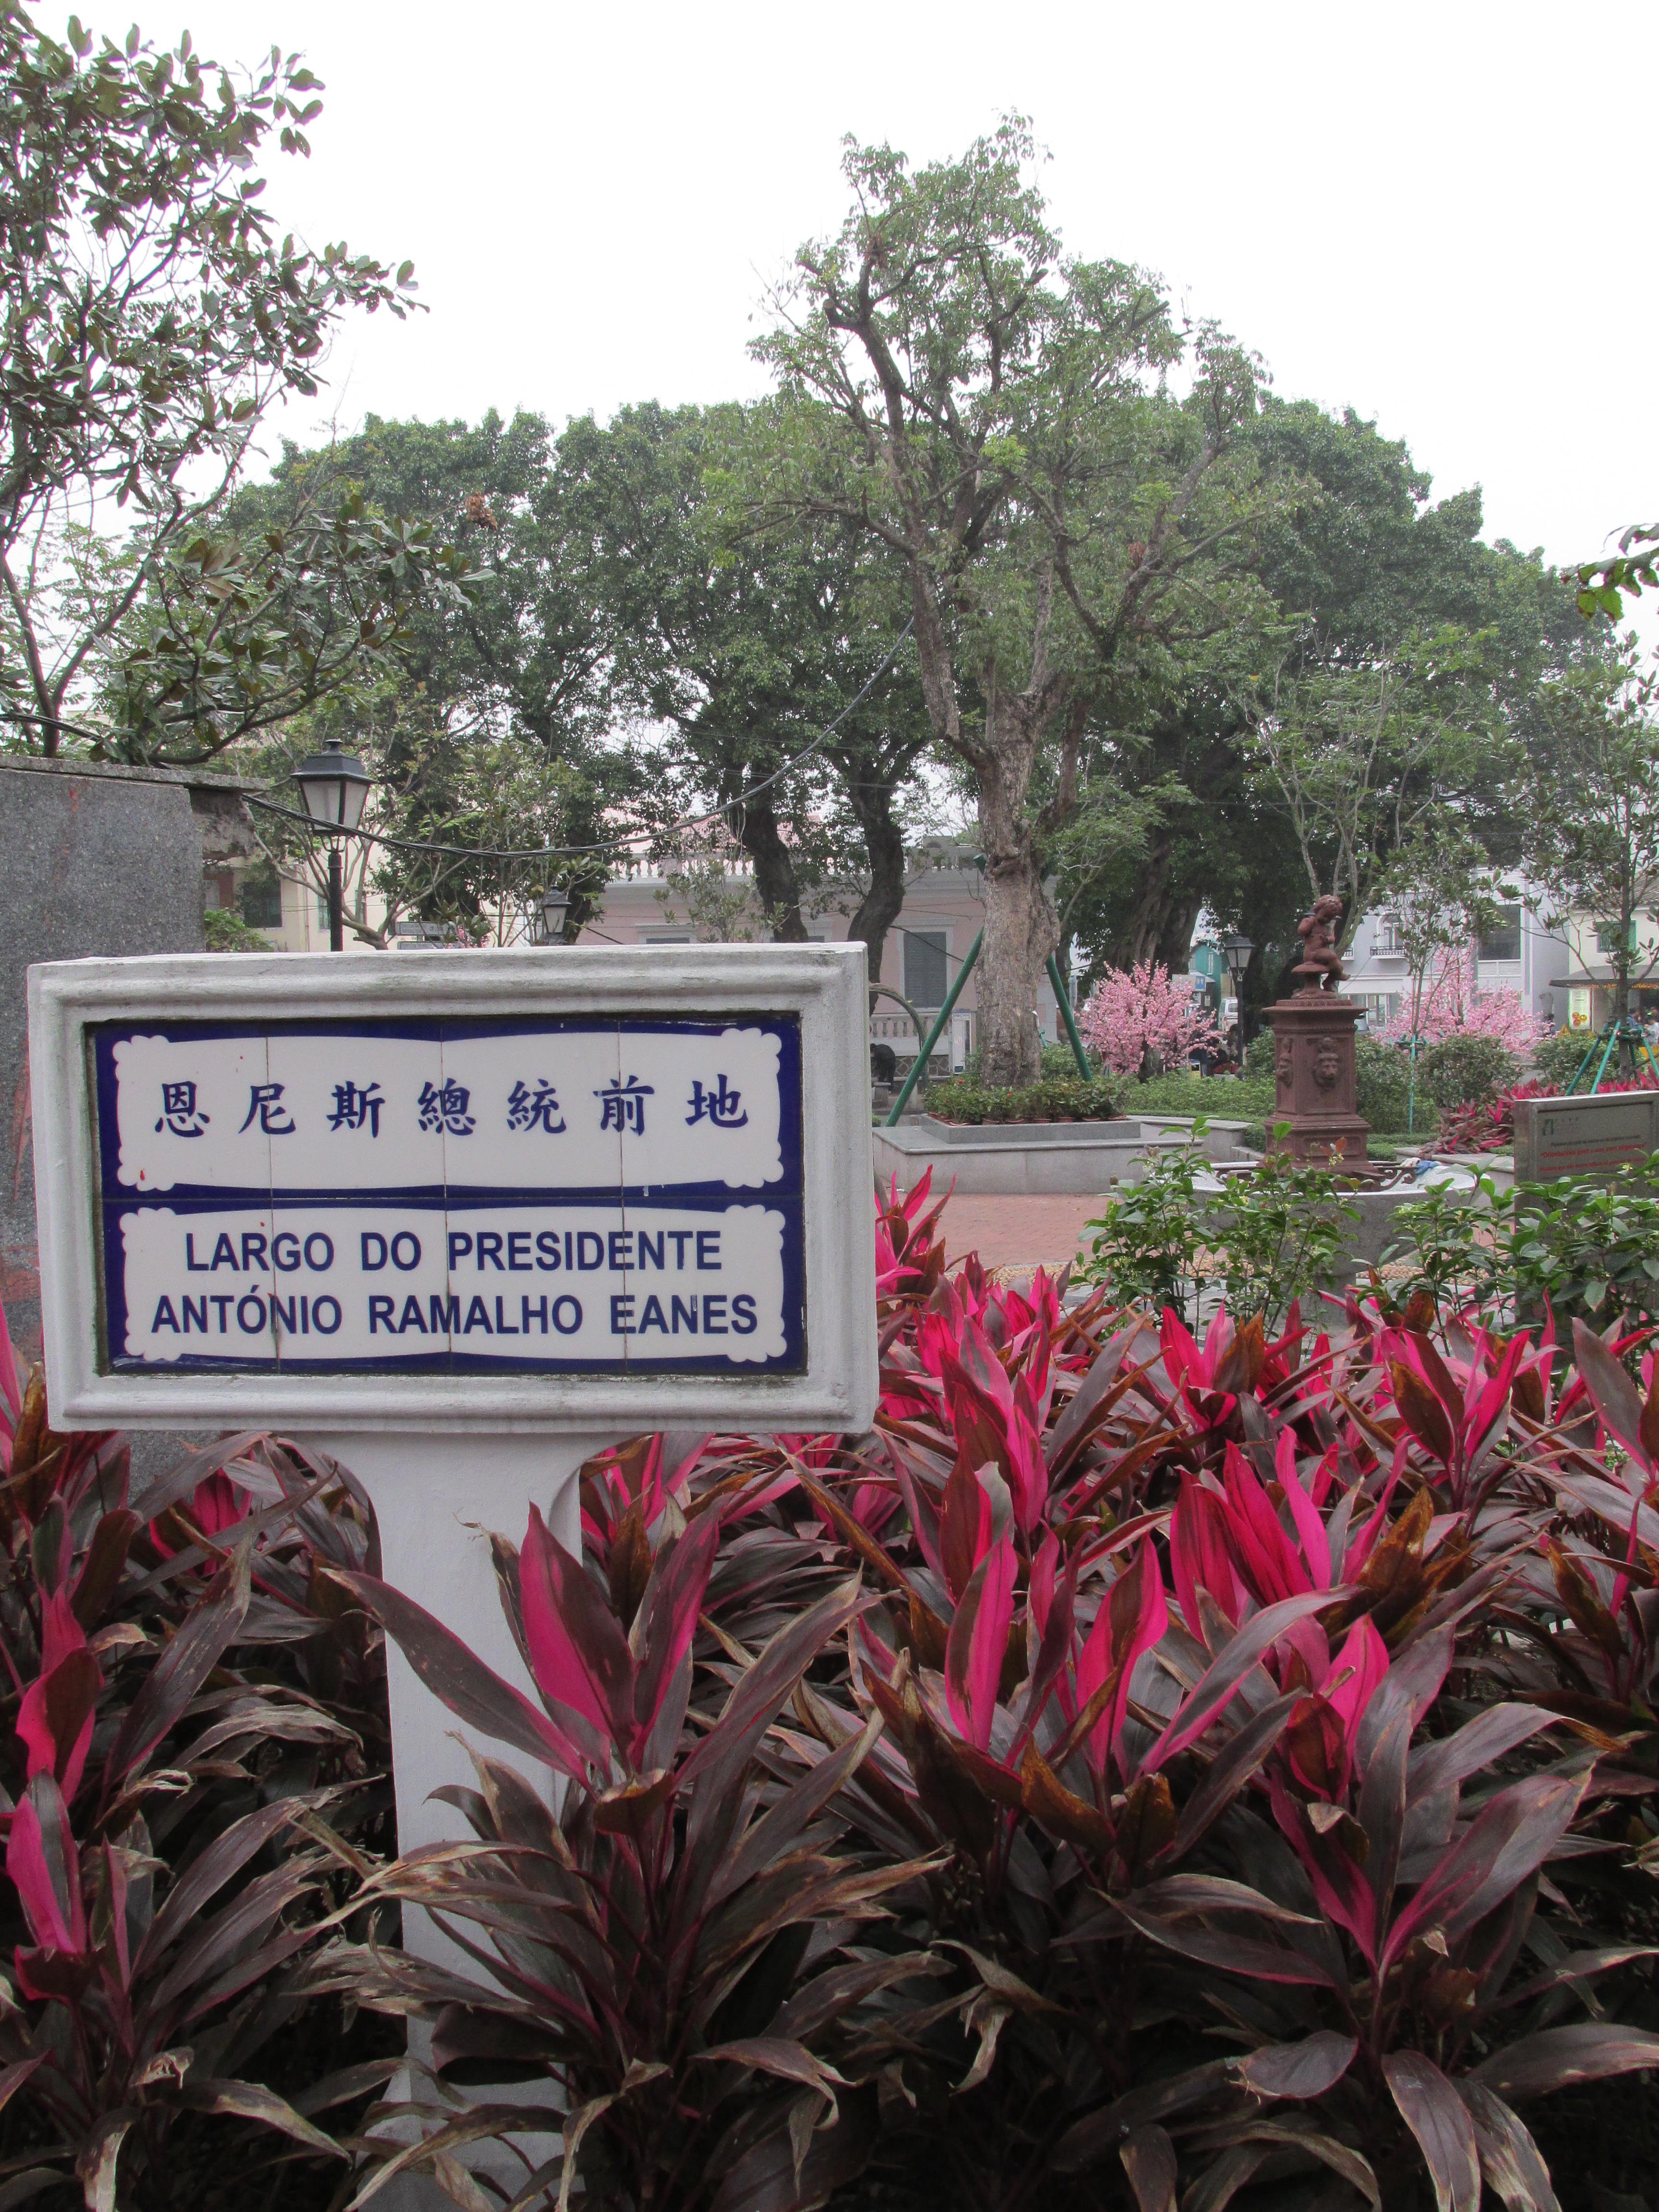 恩尼斯總統前地
LARGO DO PRESIDENTE
ANTÓNIO RAMALHO EANES